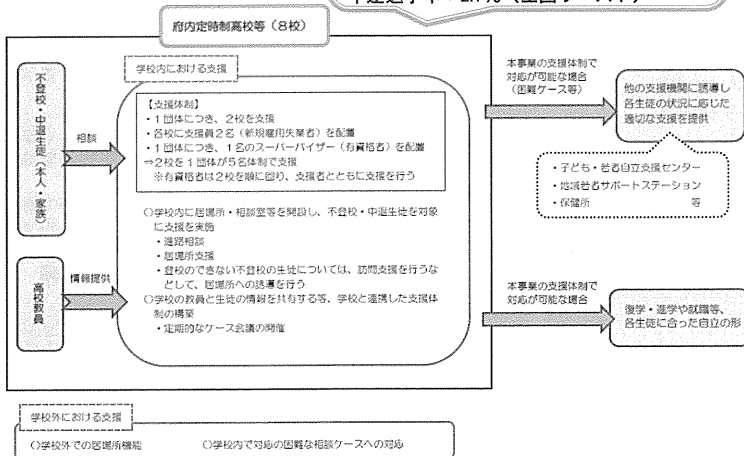 府内定時制高校等（8校）
学校内における支援
不登校・中退生徒（本人・家族）
相談
【支援体制】
・1団体につき、2校を支援
・各校に支援員2名（新規雇用失業者）を配置
・1団体につき、1名のスーパーバイザー（有資格者）を配置
⇒2校を1団体が5名体制で支援
※有資格者は2校を順に回り、支援者とともに支援を行う
○学校内に居場所・相談室等を開設し、不登校・中退生徒を対象
に支援を実施
・進路相談
・居場所支援
・登校のできない不登校の生徒については、訪問支援を行うな
どして、居場所への誘導を行う
○学校の教員と生徒の情報を共有する等、学校と連携した支援体
制の構築
・定期的なケース会議の開催
高校教員
情報提供
本事業の支援体制で
対応が可能な場合
（困難ケース等）
他の支援機関に誘導し
各生徒の状況に応じた
適切な支援を提供
・子ども・若者自立支援センター
・地域若者サポートステーション
・保健所 等
本事業の支援体制で
対応が可能な場合
復学・進学や就職等、
各生徒に合った自立の形
学校外における支援
○学校外での居場所機能 ○学校内で対応の困難な相談ケースへの対応